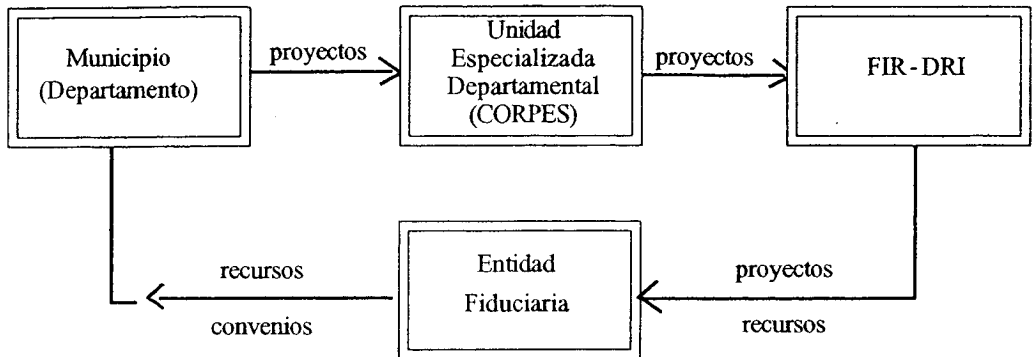 Municipio
(Departamento)
proyectos
Unidad
Especializada
Departamental
(CORPES)
proyectos
FIR - DRI
recursos
convenios
Entidad
Fiduciaria
proyectos
recursos